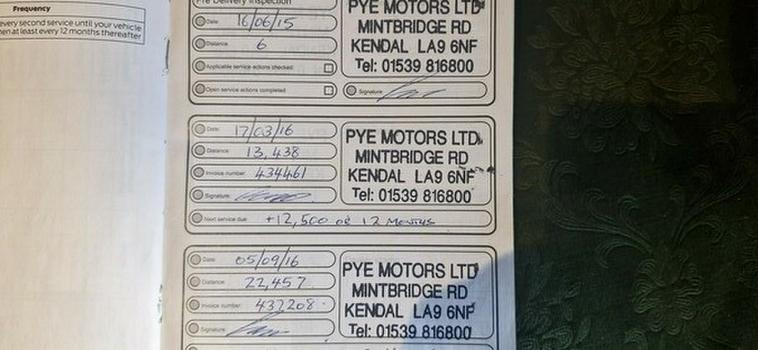 Frequency
every second service until your vehicle
en at least every 12 months thereafter
Pre Delivery Inspection
Date: 16/06/15
Distance: 6
Applicable service actions checked:
Open service actions completed:
PYE MOTORS LTD
MINTBRIDGE RD
KENDAL LA9 6NF
Tel: 01539 816800
Signature:
Date: 17/03/16
Distance: 13,438
Invoice number: 434461
Signature:
PYE MOTORS LTD.
MINTBRIDGE RD
KENDAL LA9 6NF
Tel: 01539 816800
Next service due: +12,500 or 12 Months
Date: 05/09/16
Distance: 22,457
Invoice number: 437208
Signature:
PYE MOTORS LTD
MINTBRIDGE RD
KENDAL LA9 6NF
Tel: 01539 816800